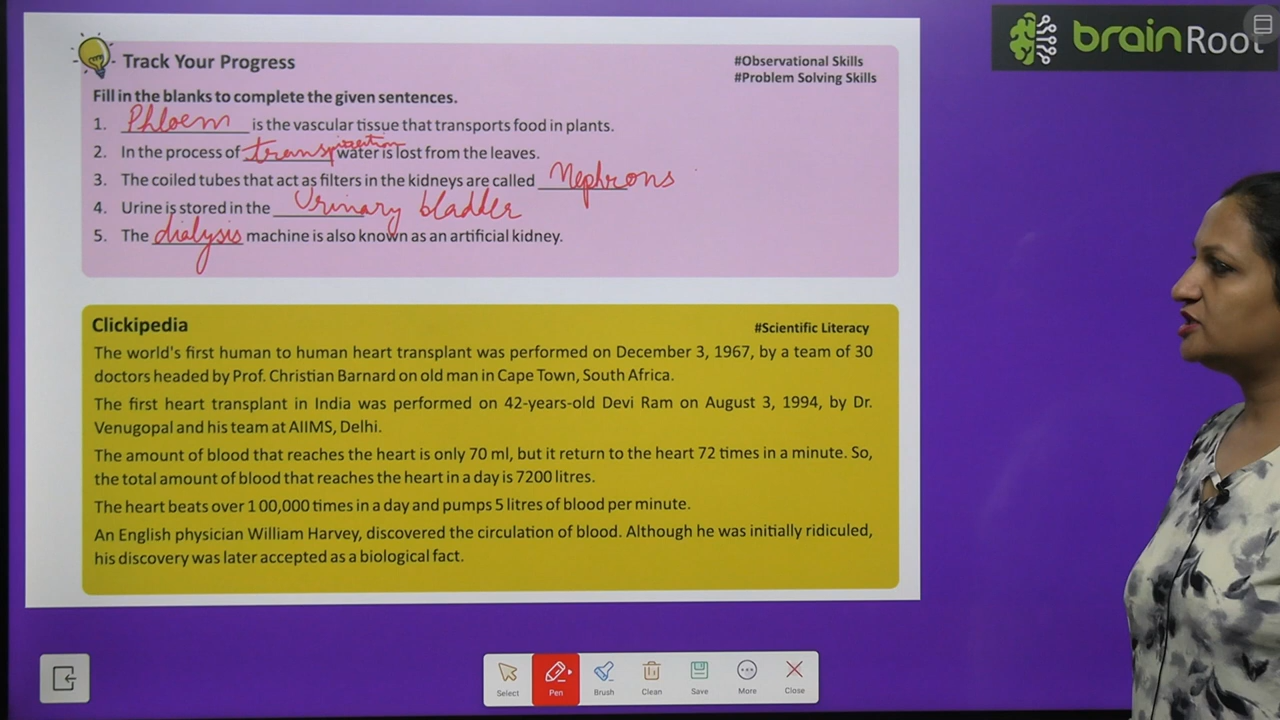 brainRoot
Track Your Progress
#Observational Skills
#Problem Solving Skills
Fill in the blanks to complete the given sentences.
1. Phloem is the vascular tissue that transports food in plants.
2. In the process of transpiration water is lost from the leaves.
3. The coiled tubes that act as filters in the kidneys are called Nephrons
4. Urine is stored in the Urinary bladder
5. The dialysis machine is also known as an artificial kidney.
Clickipedia
#Scientific Literacy
The world's first human to human heart transplant was performed on December 3, 1967, by a team of 30
doctors headed by Prof. Christian Barnard on old man in Cape Town, South Africa.
The first heart transplant in India was performed on 42-years-old Devi Ram on August 3, 1994, by Dr.
Venugopal and his team at AIIMS, Delhi.
The amount of blood that reaches the heart is only 70 ml, but it return to the heart 72 times in a minute. So,
the total amount of blood that reaches the heart in a day is 7200 litres.
The heart beats over 1 00,000 times in a day and pumps 5 litres of blood per minute.
An English physician William Harvey, discovered the circulation of blood. Although he was initially ridiculed,
his discovery was later accepted as a biological fact.
Select Pen Brush Clean Save More Close